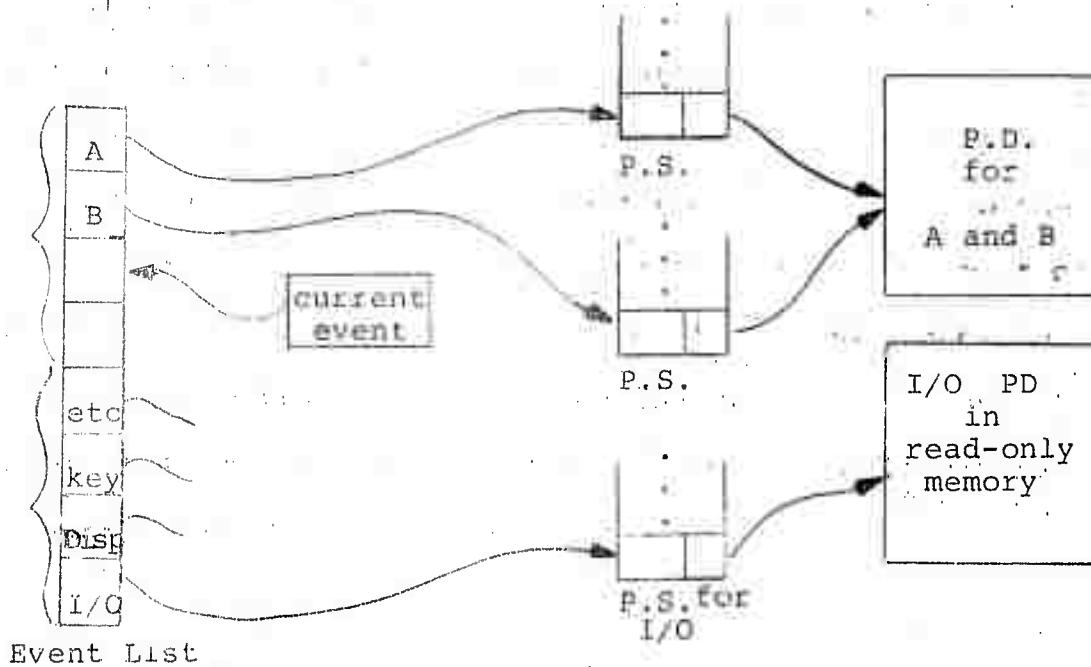 A
B
etc
key
Disp
I/O
Event List
current
event
P.S.
P.S.
P.S. for
I/O
P.D.
for
A and B
I/O PD
in
read-only
memory